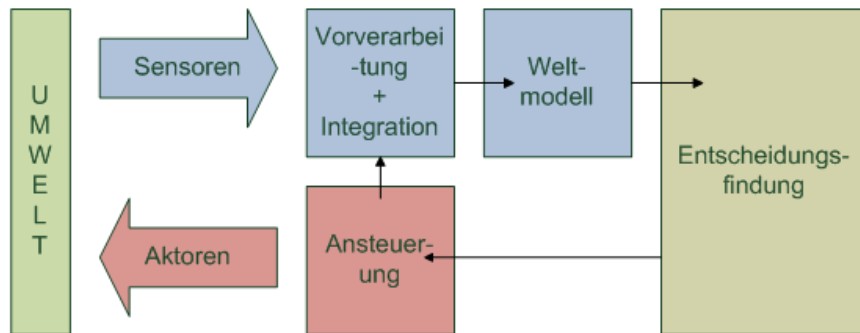 U
M
W
E
L
T
Sensoren
Vorverarbei
-tung
+
Integration
Welt-
modell
Entscheidungs-
findung
Aktoren
Ansteuer-
ung